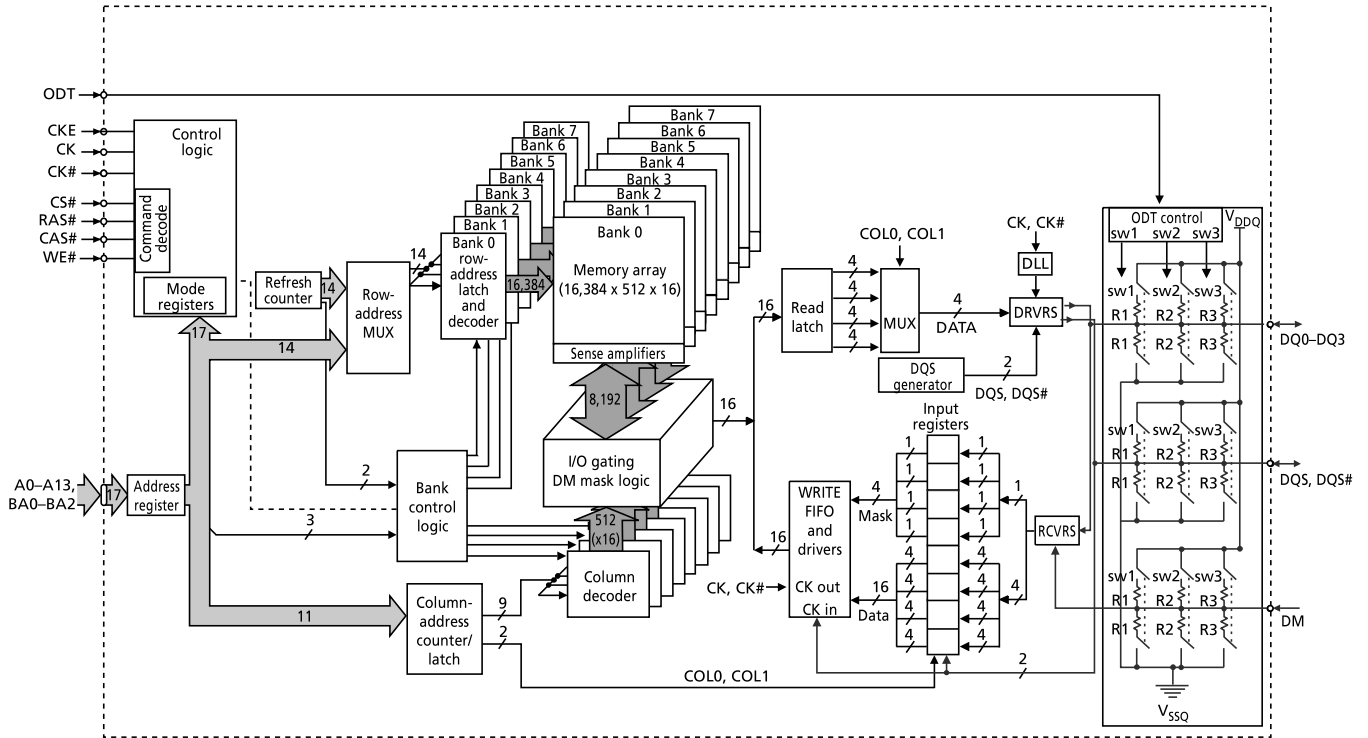 ODT
CKE
CK
CK#
CS#
RAS#
CAS#
WE#
Control
logic
Command
decode
Mode
registers
17
14
A0–A13,
BA0–BA2
17
Address
register
Refresh
counter
14
Row-
address
MUX
14
2
3
11
Bank
control
logic
Column-
address
counter/
latch
9
2
Bank 7
Bank 6
Bank 5
Bank 4
Bank 3
Bank 2
Bank 1
Bank 0
row-
address
latch
and
decoder
16,384
Bank 7
Bank 6
Bank 5
Bank 4
Bank 3
Bank 2
Bank 1
Bank 0
Memory array
(16,384 x 512 x 16)
Sense amplifiers
8,192
I/O gating
DM mask logic
512
(x16)
Column
decoder
16
16
16
Read
latch
4
4
4
4
COL0, COL1
MUX
4
DATA
CK, CK#
DLL
DRVRS
DQS
generator
2
DQS, DQS#
Input
registers
1
1
1
1
4
4
4
4
1
1
1
1
4
4
4
4
1
4
RCVRS
4
Mask
16
Data
WRITE
FIFO
and
drivers
CK out
CK in
CK, CK#
COL0, COL1
2
ODT control
sw1 sw2 sw3
VDDQ
sw1 sw2 sw3
R1 R2 R3
R1 R2 R3
DQ0–DQ3
sw1 sw2 sw3
R1 R2 R3
R1 R2 R3
DQS, DQS#
sw1 sw2 sw3
R1 R2 R3
R1 R2 R3
DM
VSSQ